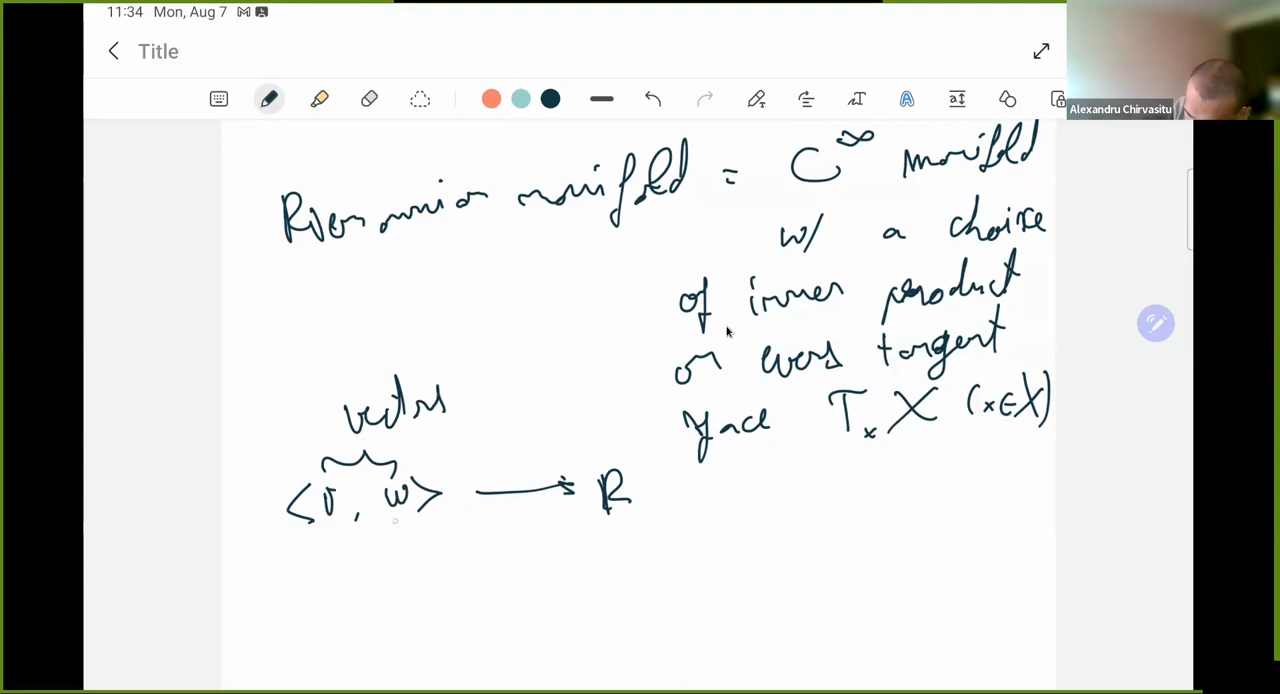 11:34 Mon, Aug 7
Title
Alexandru Chirvasitu
Riemannian manifold = C^∞ manifold
w/ a choice
of inner product
on every tangent
space T_x X (x∈X)
vectors
<v, w> → ℝ